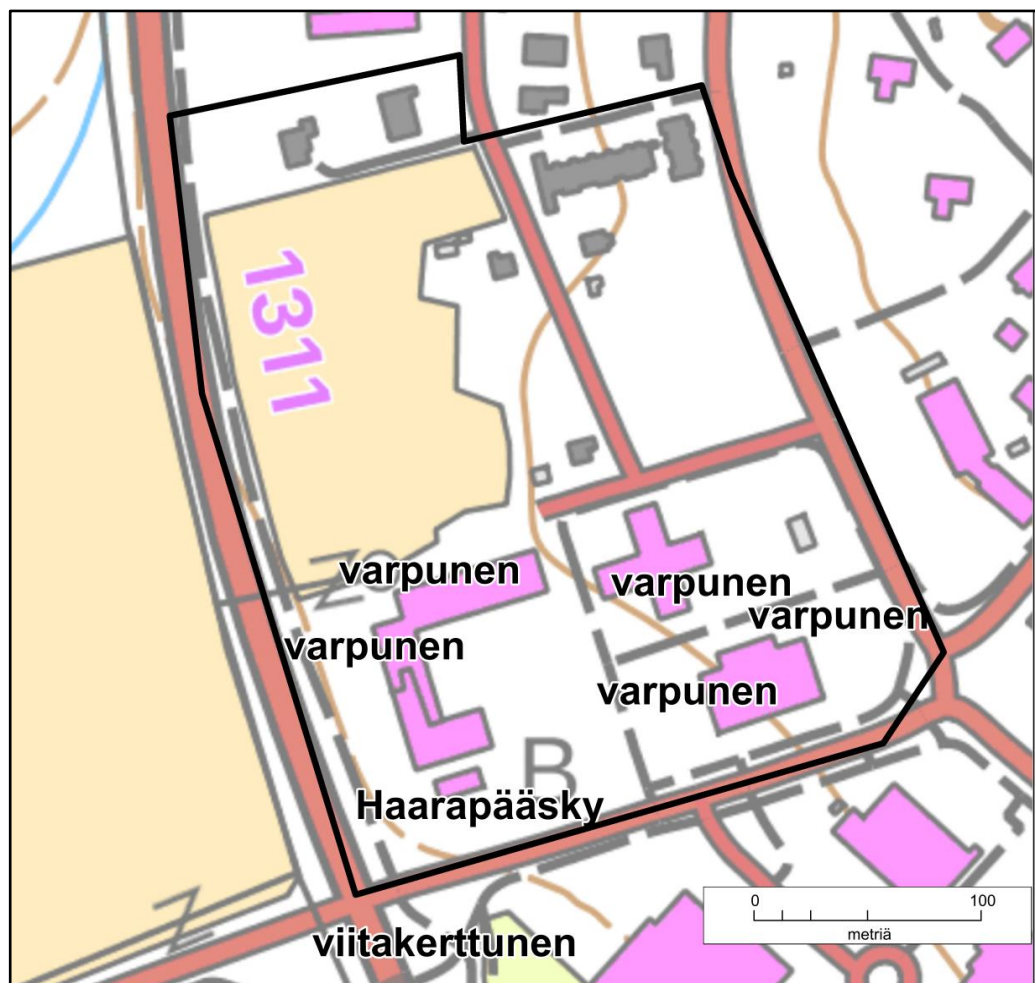 1311
varpunen
varpunen
varpunen
varpunen
varpunen
B
Haarapääsky
0 100
metriä
viitakerttunen